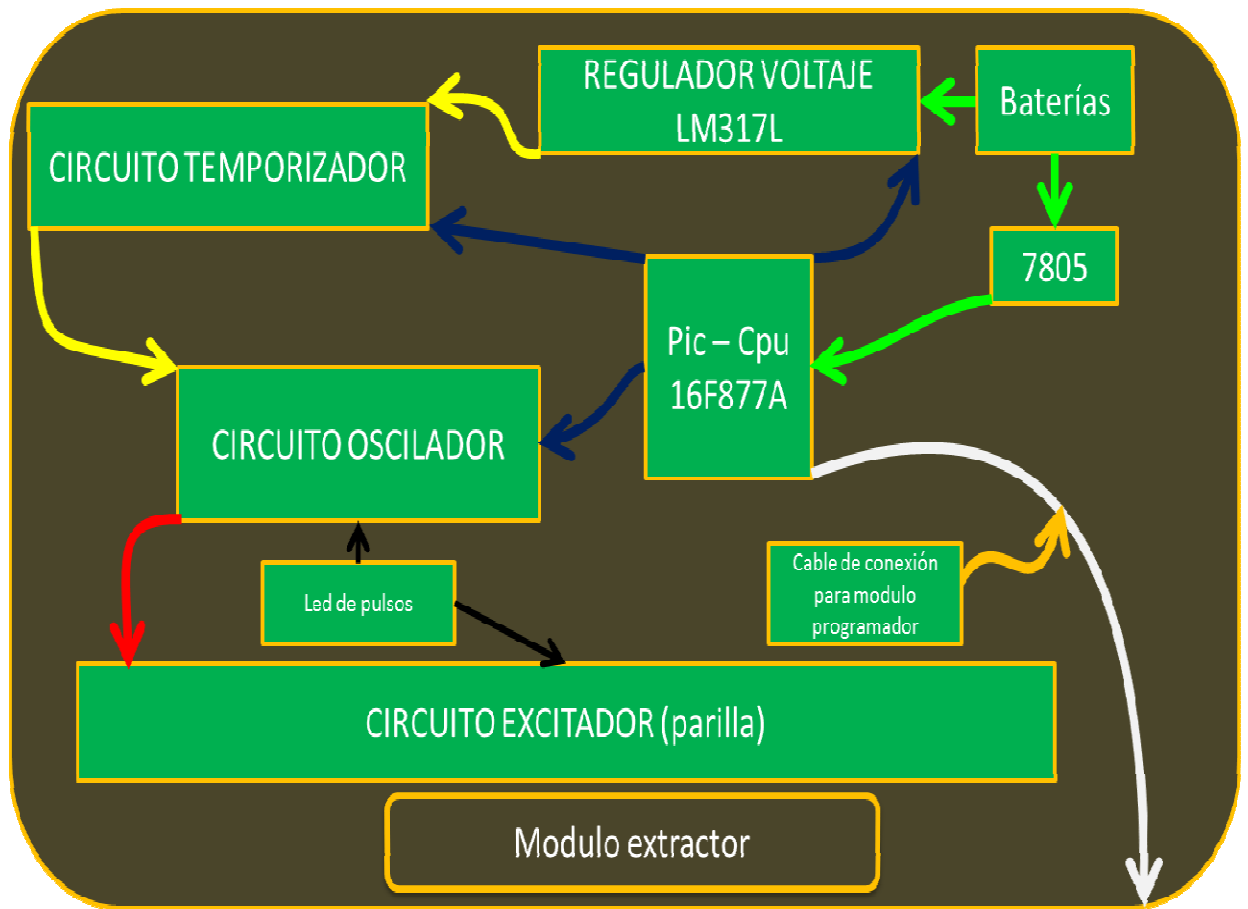 REGULADOR VOLTAJE
LM317L
Baterías
CIRCUITO TEMPORIZADOR
7805
Pic – Cpu
16F877A
CIRCUITO OSCILADOR
Cable de conexión
para modulo
programador
Led de pulsos
CIRCUITO EXCITADOR (parilla)
Modulo extractor